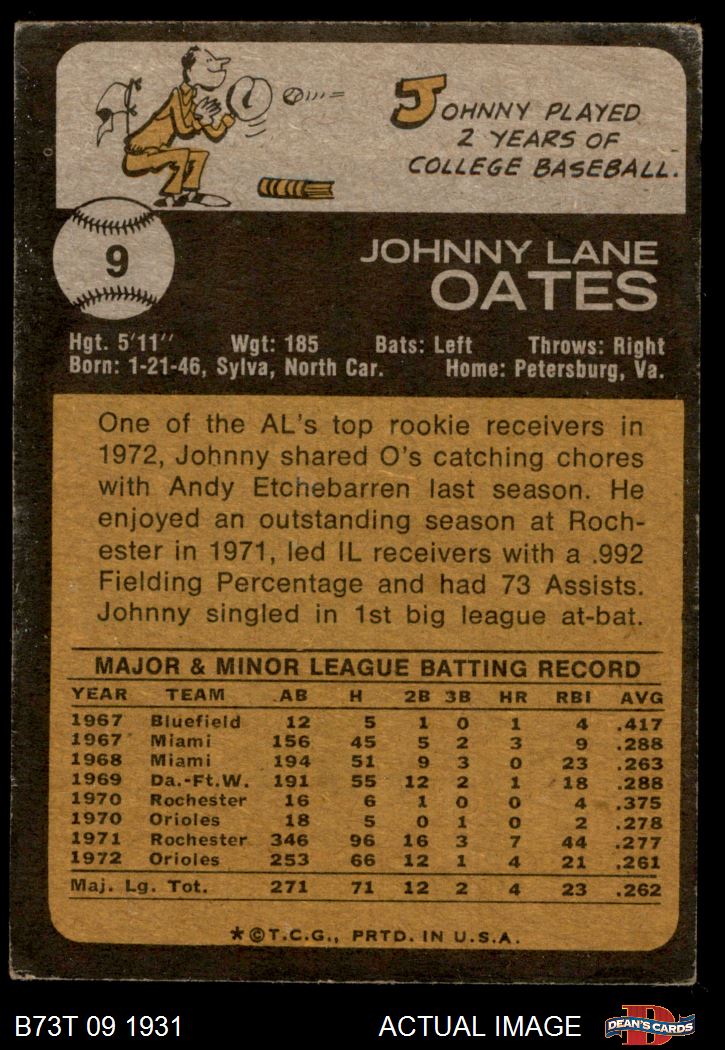 JOHNNY PLAYED
2 YEARS OF
COLLEGE BASEBALL.
9
JOHNNY LANE
OATES
Hgt. 5'11" Wgt: 185 Bats: Left Throws: Right
Born: 1-21-46, Sylva, North Car. Home: Petersburg, Va.
One of the AL's top rookie receivers in
1972, Johnny shared O's catching chores
with Andy Etchebarren last season. He
enjoyed an outstanding season at Roch-
ester in 1971, led IL receivers with a .992
Fielding Percentage and had 73 Assists.
Johnny singled in 1st big league at-bat.
MAJOR & MINOR LEAGUE BATTING RECORD
YEAR TEAM AB H 2B 3B HR RBI AVG
1967 Bluefield 12 5 1 0 1 4 .417
1967 Miami 156 45 5 2 3 9 .288
1968 Miami 194 51 9 3 0 23 .263
1969 Da.-Ft.W. 191 55 12 2 1 18 .288
1970 Rochester 16 6 1 0 0 4 .375
1970 Orioles 18 5 0 1 0 2 .278
1971 Rochester 346 96 16 3 7 44 .277
1972 Orioles 253 66 12 1 4 21 .261
Maj. Lg. Tot. 271 71 12 2 4 23 .262
*©T.C.G., PRTD. IN U.S.A.
B73T 09 1931 ACTUAL IMAGE
D
DEAN'S CARDS